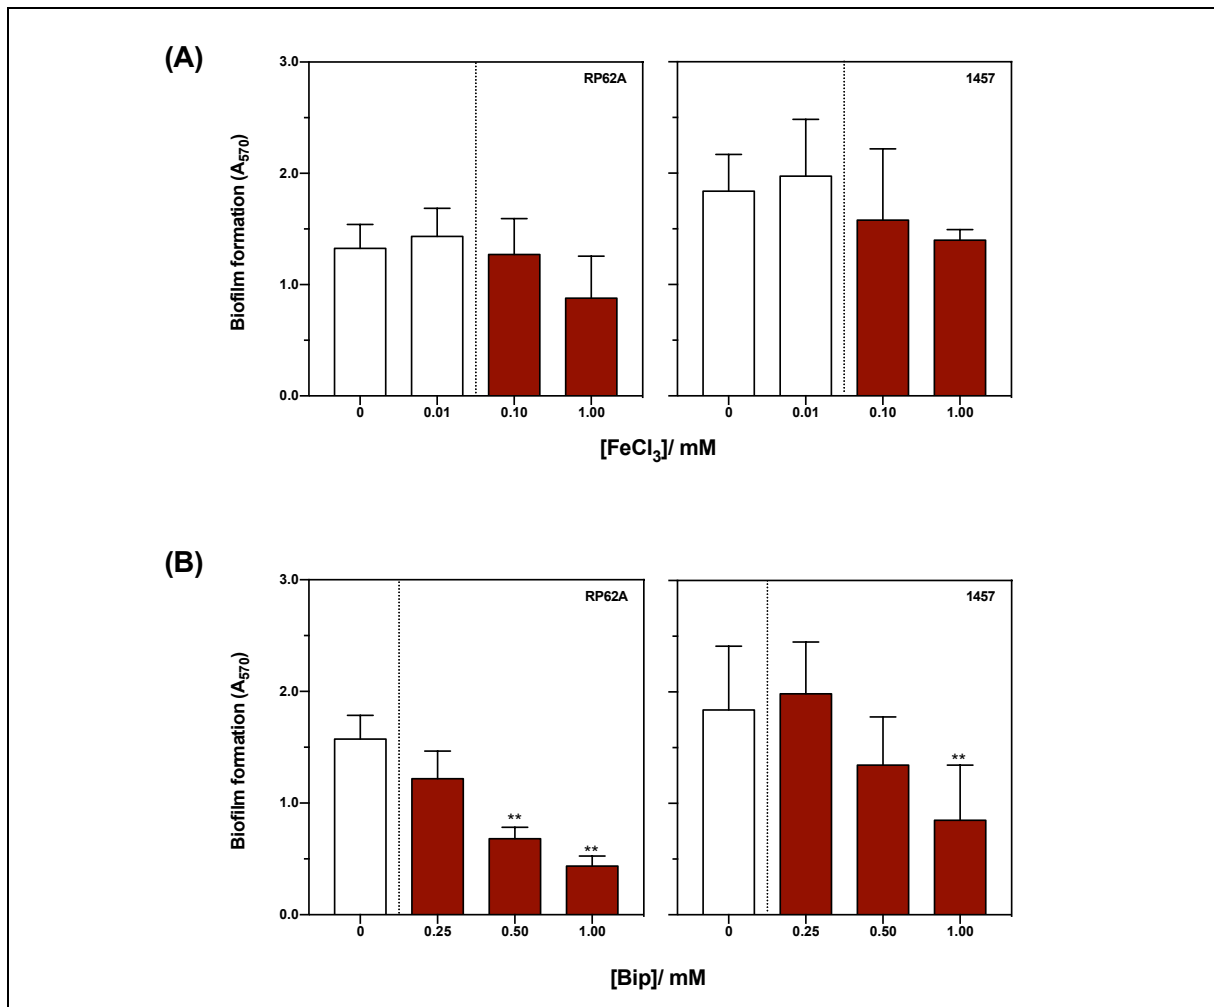 (A)
Biofilm formation (A570)
3.0
2.0
1.0
0.0
RP62A
0 0.01 0.10 1.00
1457
0 0.01 0.10 1.00
[FeCl3]/ mM
(B)
Biofilm formation (A570)
3.0
2.0
1.0
0.0
RP62A
**
**
0 0.25 0.50 1.00
1457
**
0 0.25 0.50 1.00
[Bip]/ mM